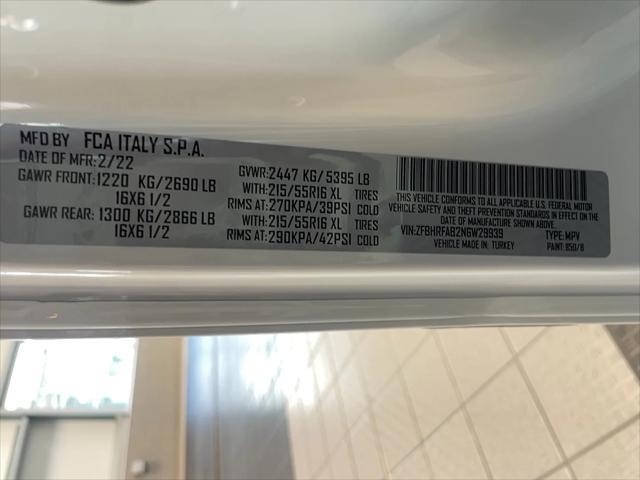 MFD BY FCA ITALY S.P.A.
DATE OF MFR: 2/22
GAWR FRONT: 1220 KG/2690 LB
16X6 1/2
GAWR REAR: 1300 KG/2866 LB
16X6 1/2
GVWR: 2447 KG/5395 LB
WITH: 215/55R16 XL TIRES
RIMS AT: 270KPA/39PSI COLD
WITH: 215/55R16 XL TIRES
RIMS AT: 290KPA/42PSI COLD
THIS VEHICLE CONFORMS TO ALL APPLICABLE U.S. FEDERAL MOTOR
VEHICLE SAFETY, BUMPER AND THEFT PREVENTION STANDARDS IN EFFECT ON THE
DATE OF MANUFACTURE SHOWN ABOVE.
VIN: ZFBHRFAB2N6W29939 TYPE: MPV
VEHICLE MADE IN: TURKEY PAINT: 850/B